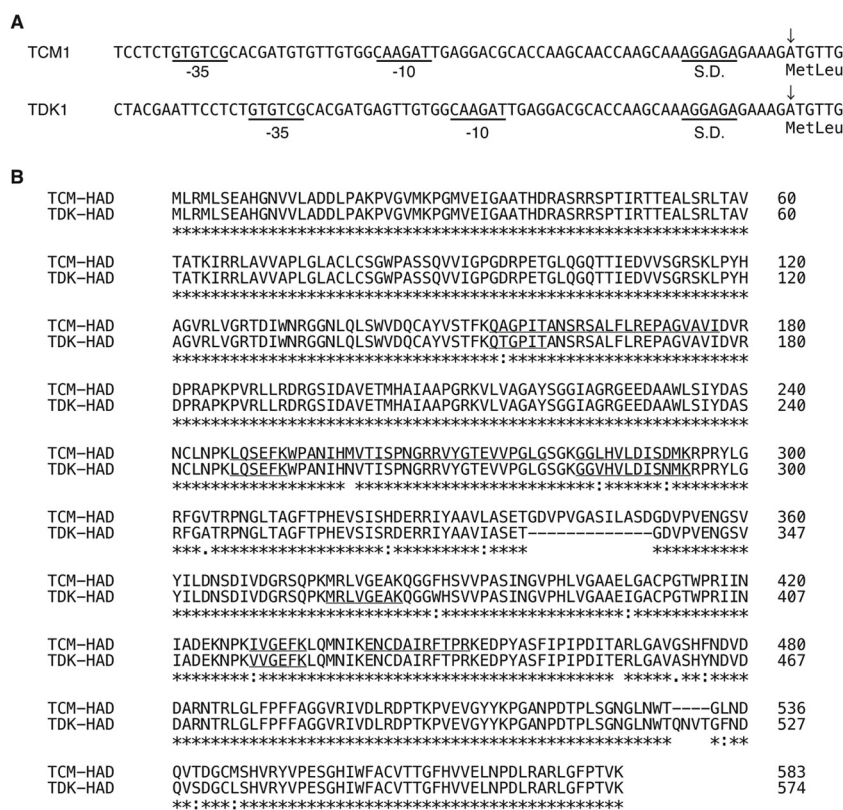 A
↓
TCM1 TCCTCTGTGTCGCACGATGTGTTGTGGCAAGATTGAGGACGCACCAAGCAACCAAGCAAAGGAGAGAAAGATGTTG
-35 -10 S.D. MetLeu
↓
TDK1 CTACGAATTCCTCTGTGTCGCACGATGAGTTGTGGCAAGATTGAGGACGCACCAAGCAAAGGAGAGAAAGATGTTG
-35 -10 S.D. MetLeu
B
TCM-HAD MLRMLSEAHGNVVLADDLPAKPVGVMKPGMVEIGAATHDRASRRSPTIRTTEALSRLTAV 60
TDK-HAD MLRMLSEAHGNVVLADDLPAKPVGVMKPGMVEIGAATHDRASRRSPTIRTTEALSRLTAV 60
************************************************************
TCM-HAD TATKIRRLAVVAPLGLACLCSGWPASSQVVIGPGDRPETGLQGQTTIEDVVSGRSKLPYH 120
TDK-HAD TATKIRRLAVVAPLGLACLCSGWPASSQVVIGPGDRPETGLQGQTTIEDVVSGRSKLPYH 120
************************************************************
TCM-HAD AGVRLVGRTDIWNRGGNLQLSWVDQCAYVSTFKQAGPITANSRSALFLREPAGVAVIDVR 180
TDK-HAD AGVRLVGRTDIWNRGGNLQLSWVDQCAYVSTFKQTGPITANSRSALFLREPAGVAVIDVR 180
**********************************:*************************
TCM-HAD DPRAPKPVRLLRDRGSIDAVETMHAIAAPGRKVLVAGAYSGGIAGRGEEDAAWLSIYDAS 240
TDK-HAD DPRAPKPVRLLRDRGSIDAVETMHAIAAPGRKVLVAGAYSGGIAGRGEEDAAWLSIYDAS 240
************************************************************
TCM-HAD NCLNPKLQSEFKWPANIHMVTISPNGRRVYGTEVVPGLGSGKGGLHVLDISDMKRPRYLG 300
TDK-HAD NCLNPKLQSEFKWPANIHNVTISPNGRRVYGTEVVPGLGSGKGGVHVLDISNMKRPRYLG 300
****************** *************************:******:********
TCM-HAD RFGVTRPNGLTAGFTPHEVSISHDERRIYAAVLASETGDVPVGASILASDGDVPVENGSV 360
TDK-HAD RFGATRPNGLTAGFTPHEVSISRDERRIYAAVIASET-------------GDVPVENGSV 347
***.******************:*********:****             **********
TCM-HAD YILDNSDIVDGRSQPKMRLVGEAKQGGFHSVVPASINGVPHLVGAAELGACPGTWPRIIN 420
TDK-HAD YILDNSDIVDGRSQPKMRLVGEAKQGGWHSVVPASINGVPHLVGAAEIGACPGTWPRIIN 407
***************************:*******************:************
TCM-HAD IADEKNPKIVGEFKLQMNIKENCDAIRFTPRKEDPYASFIPIPDITARLGAVGSHFNDVD 480
TDK-HAD IADEKNPKVVGEFKLQMNIKENCDAIRFTPRKEDPYASFIPIPDITERLGAVASHYNDVD 467
********:************************************* *****.**:****
TCM-HAD DARNTRLGLFPFFAGGVRIVDLRDPTKPVEVGYYKPGANPDTPLSGNGLNWT----GLND 536
TDK-HAD DARNTRLGLFPFFAGGVRIVDLRDPTKPVEVGYYKPGANPDTPLSGNGLNWTQNVTGFND 527
****************************************************    *:**
TCM-HAD QVTDGCMSHVRYVPESGHIWFACVTTGFHVVELNPDLRARLGFPTVK 583
TDK-HAD QVSDGCLSHVRYVPESGHIWFACVTTGFHVVELNPDLRARLGFPTVK 574
**:***:****************************************